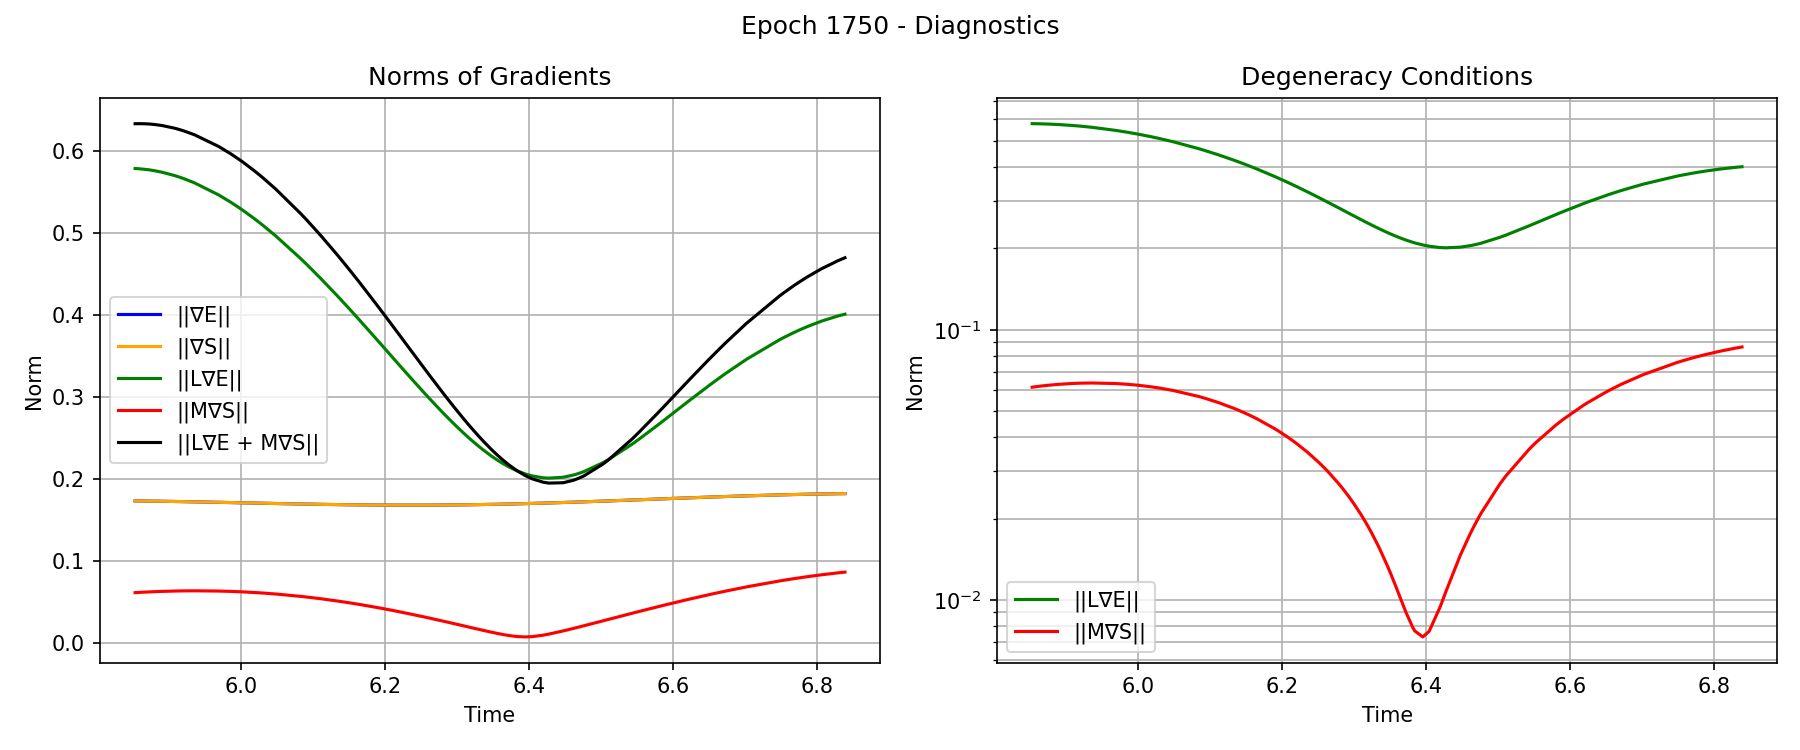 Epoch 1750 - Diagnostics
Norms of Gradients
Norm
0.6
0.5
0.4
0.3
0.2
0.1
0.0
||∇E||
||∇S||
||L∇E||
||M∇S||
||L∇E + M∇S||
6.0
6.2
6.4
6.6
6.8
Time
Degeneracy Conditions
Norm
10⁻¹
10⁻²
||L∇E||
||M∇S||
6.0
6.2
6.4
6.6
6.8
Time